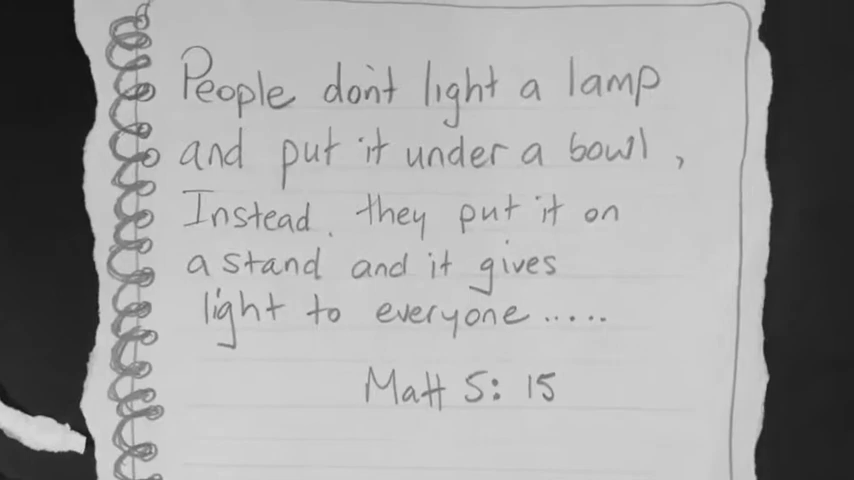 People don't light a lamp
and put it under a bowl,
Instead. they put it on
a stand and it gives
light to everyone.....
Matt 5: 15